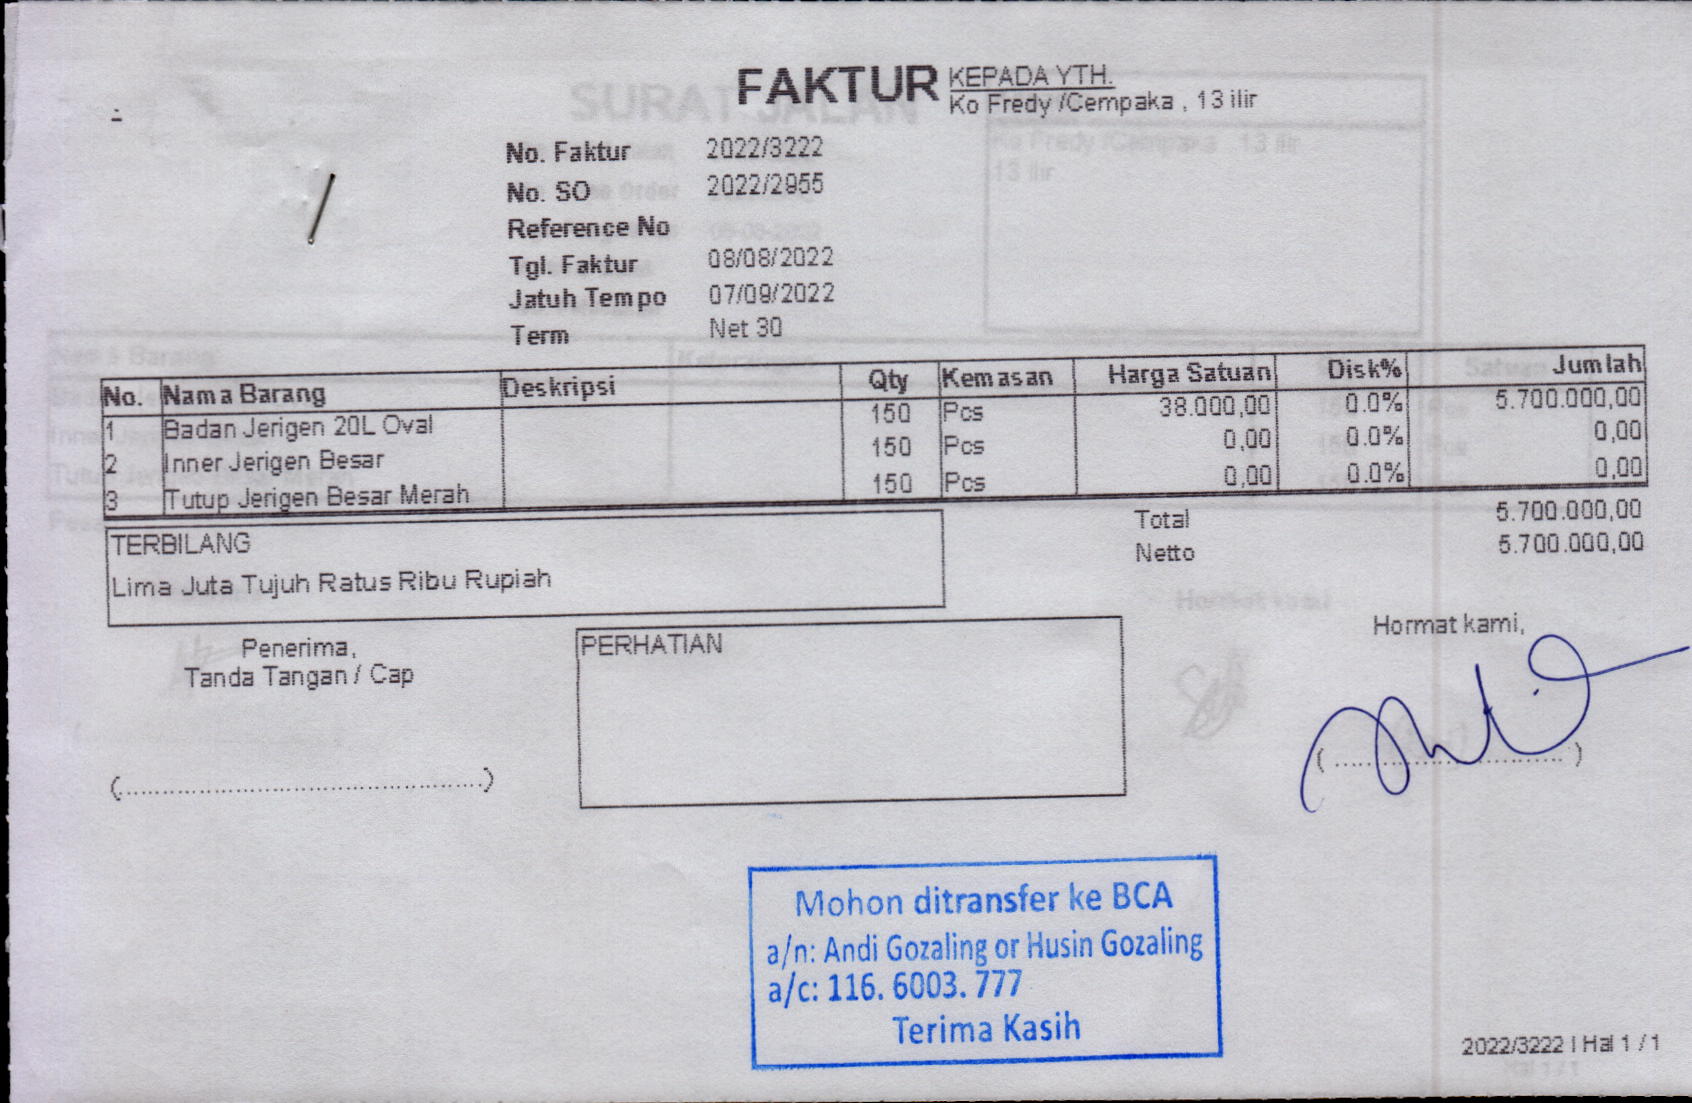 FAKTUR
KEPADA YTH.
Ko Fredy /Cempaka , 13 ilir
No. Faktur 2022/3222
No. SO 2022/2955
Reference No
Tgl. Faktur 08/08/2022
Jatuh Tempo 07/09/2022
Term Net 30
No. Nama Barang Deskripsi Qty Kemasan Harga Satuan Disk% Jumlah
1 Badan Jerigen 20L Oval 150 Pcs 38.000,00 0.0% 5.700.000,00
2 Inner Jerigen Besar 150 Pcs 0,00 0.0% 0,00
3 Tutup Jerigen Besar Merah 150 Pcs 0,00 0.0% 0,00
Total 5.700.000,00
Netto 5.700.000,00
TERBILANG
Lima Juta Tujuh Ratus Ribu Rupiah
Penerima,
Tanda Tangan / Cap
PERHATIAN
Hormat kami,
Mohon ditransfer ke BCA
a/n: Andi Gozaling or Husin Gozaling
a/c: 116. 6003. 777
Terima Kasih
2022/3222 | Hal 1 / 1